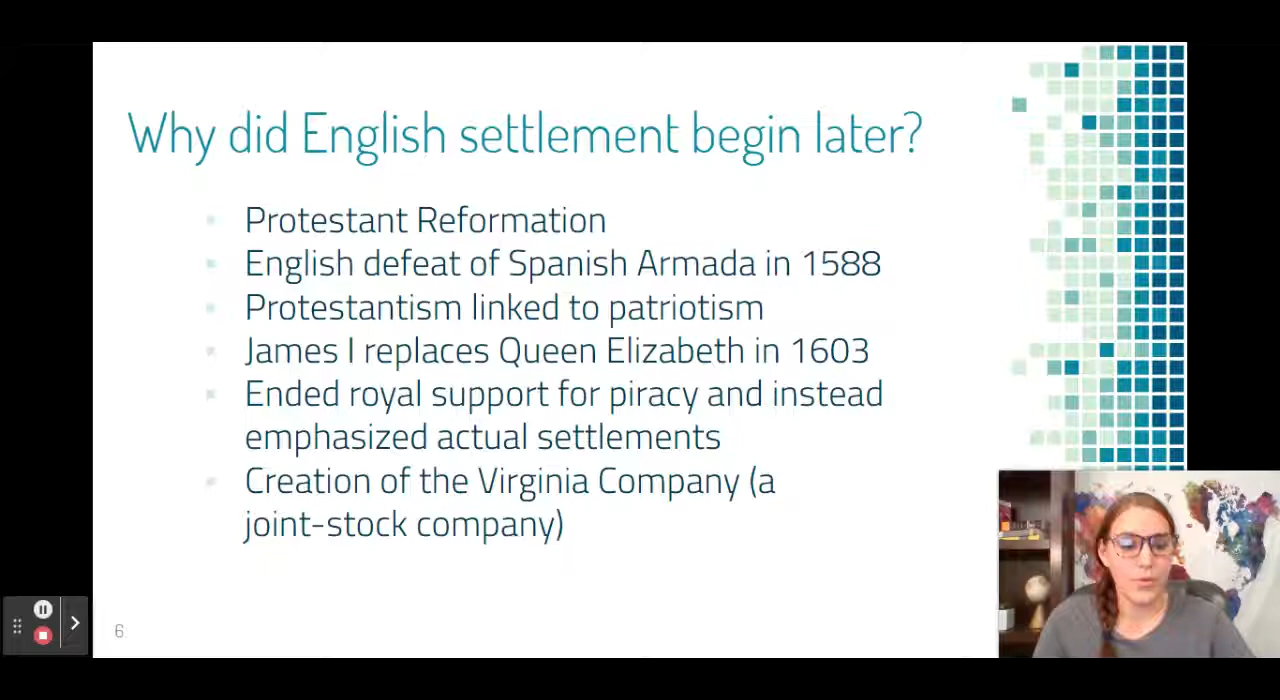 Why did English settlement begin later?
Protestant Reformation
English defeat of Spanish Armada in 1588
Protestantism linked to patriotism
James I replaces Queen Elizabeth in 1603
Ended royal support for piracy and instead
emphasized actual settlements
Creation of the Virginia Company (a
joint-stock company)
6